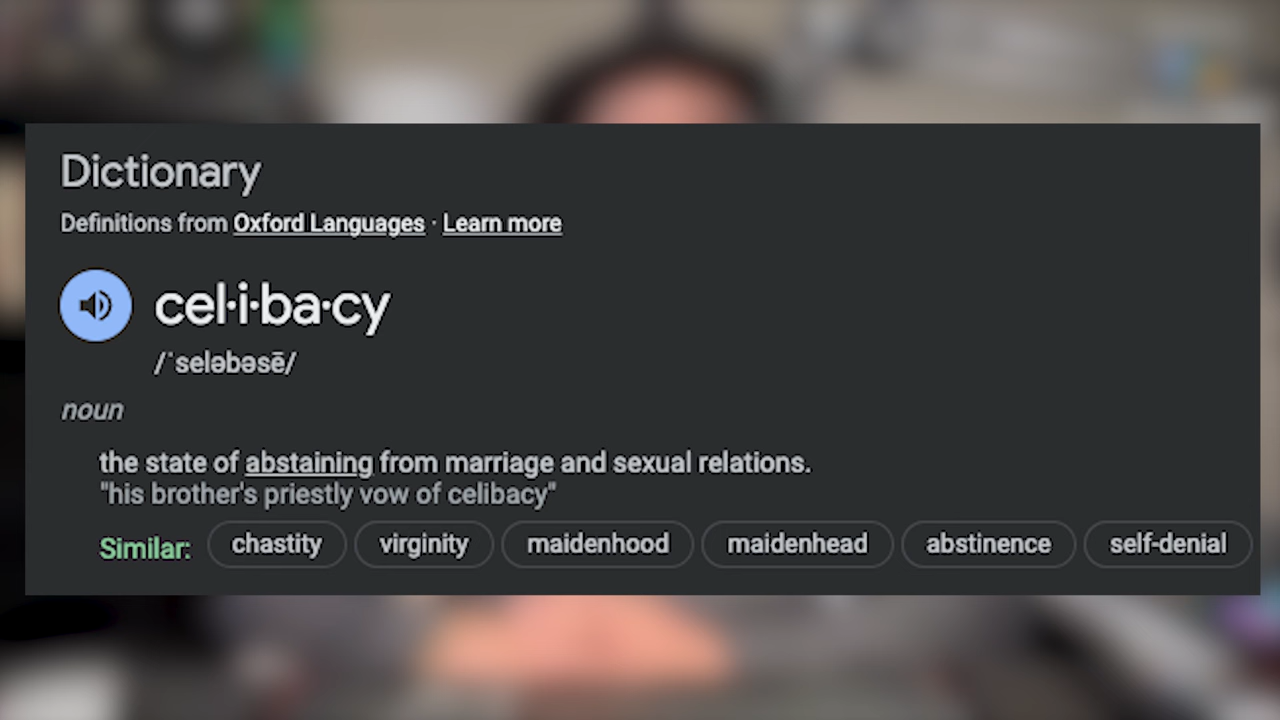 Dictionary
Definitions from Oxford Languages · Learn more
cel·i·ba·cy
/ˈseləbəsē/
noun
the state of abstaining from marriage and sexual relations.
"his brother's priestly vow of celibacy"
Similar: chastity virginity maidenhood maidenhead abstinence self-denial